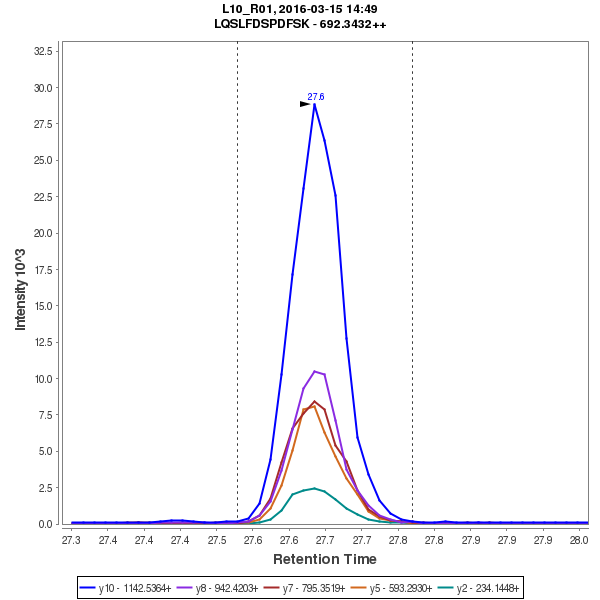 L10_R01, 2016-03-15 14:49
LQSLFDSPDFSK - 692.3432++
32.5
30.0
27.5
25.0
22.5
20.0
17.5
15.0
12.5
10.0
7.5
5.0
2.5
0.0
Intensity 10^3
27.6
27.3 27.4 27.4 27.4 27.5 27.6 27.6 27.7 27.7 27.8 27.8 27.9 27.9 27.9 28.0
Retention Time
y10 - 1142.5364+ y8 - 942.4203+ y7 - 795.3519+ y5 - 593.2930+ y2 - 234.1448+